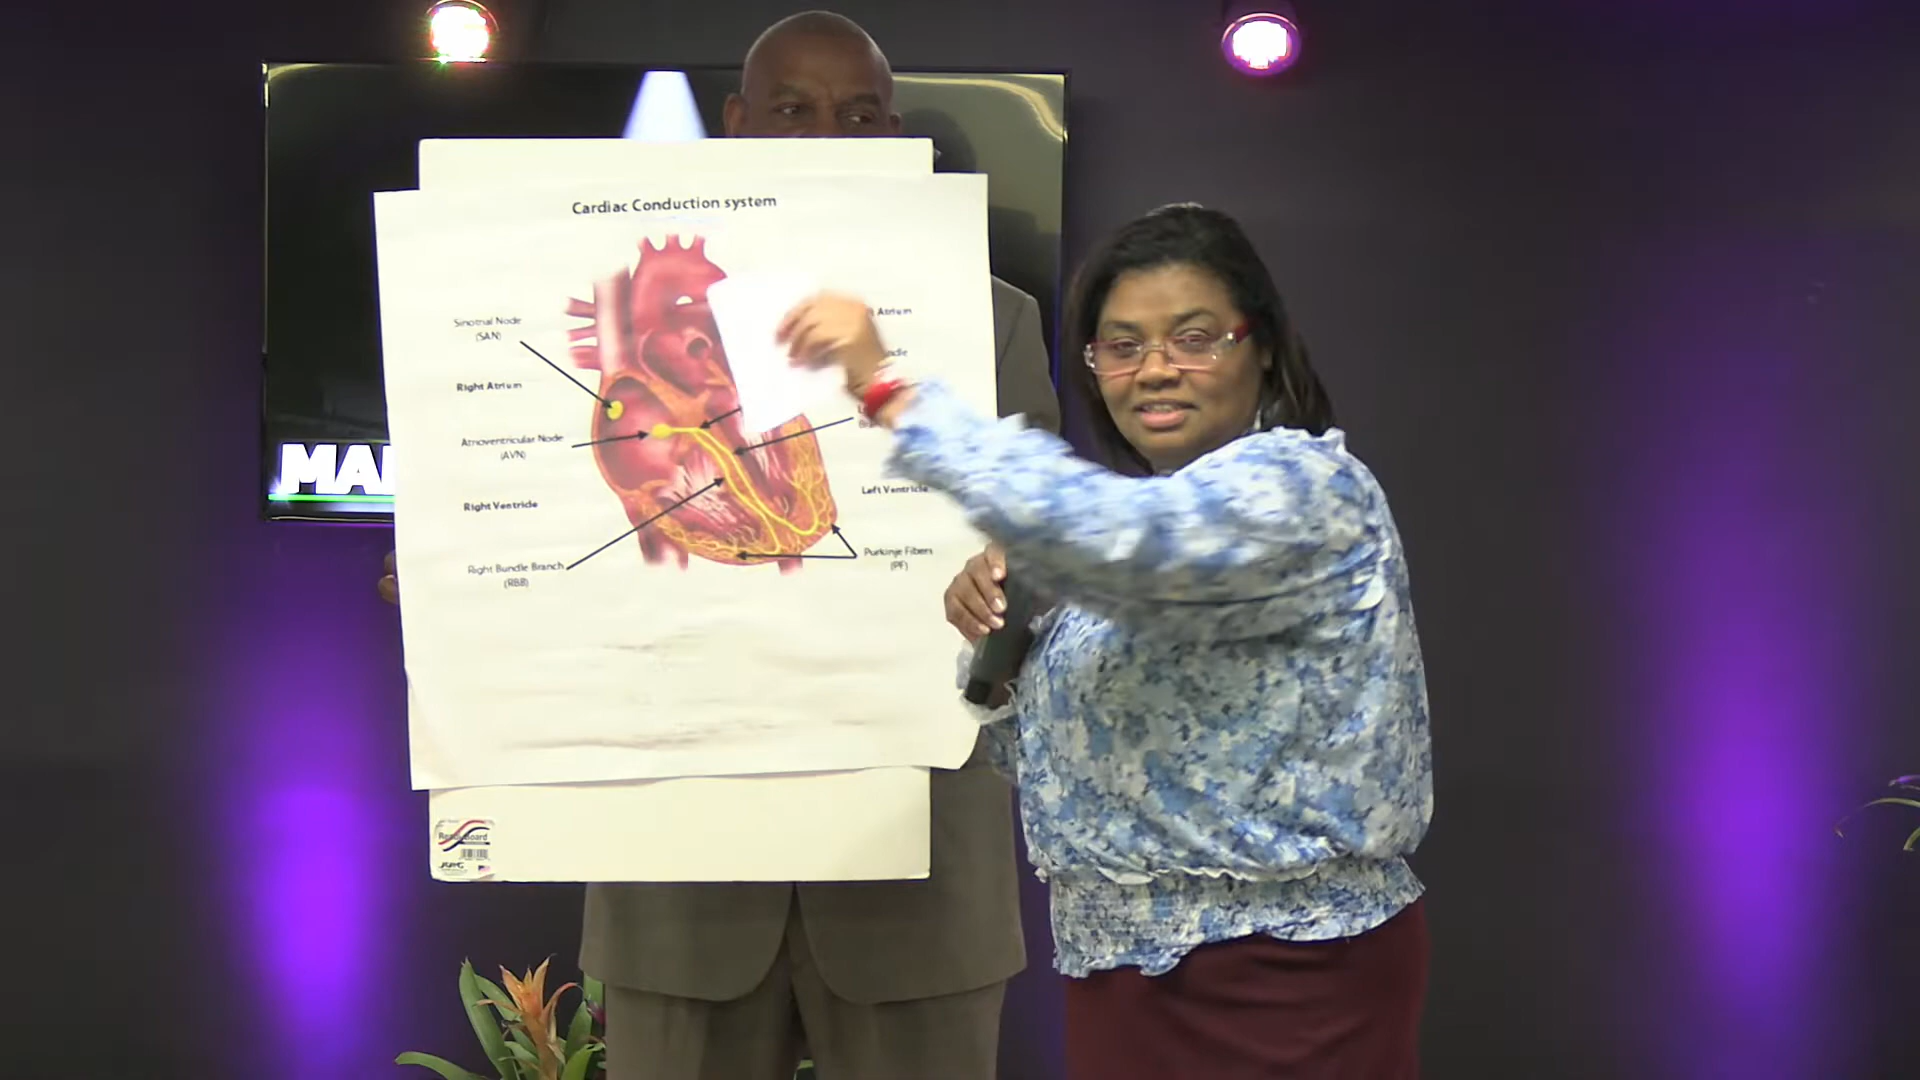 Cardiac Conduction system
Sinotrial Node
(SAN)
Atrium
Right Atrium
Atrioventricular Node
(AVN)
Left Ventricle
Right Ventricle
Purkinje Fibers
(PF)
Right Bundle Branch
(RBB)
MA